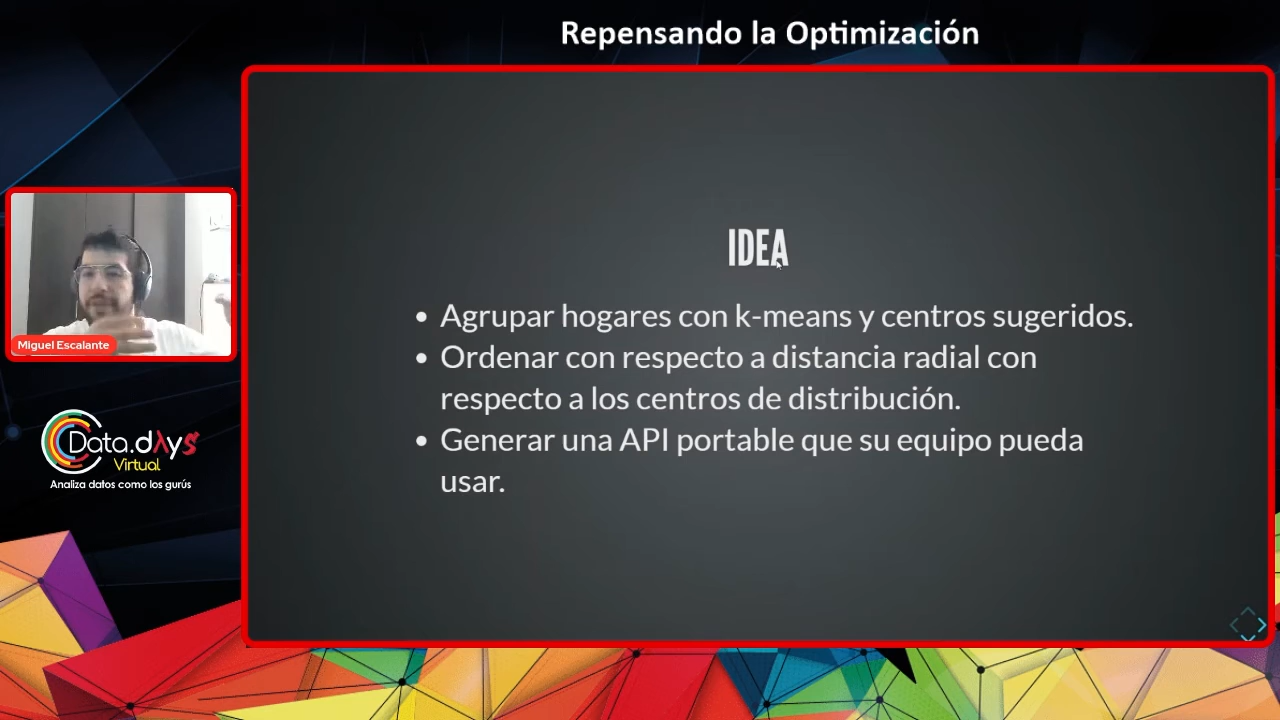 Repensando la Optimización
IDEA
• Agrupar hogares con k-means y centros sugeridos.
• Ordenar con respecto a distancia radial con
respecto a los centros de distribución.
• Generar una API portable que su equipo pueda
usar.
Miguel Escalante
Data.dAys
Virtual
Analiza datos como los gurús